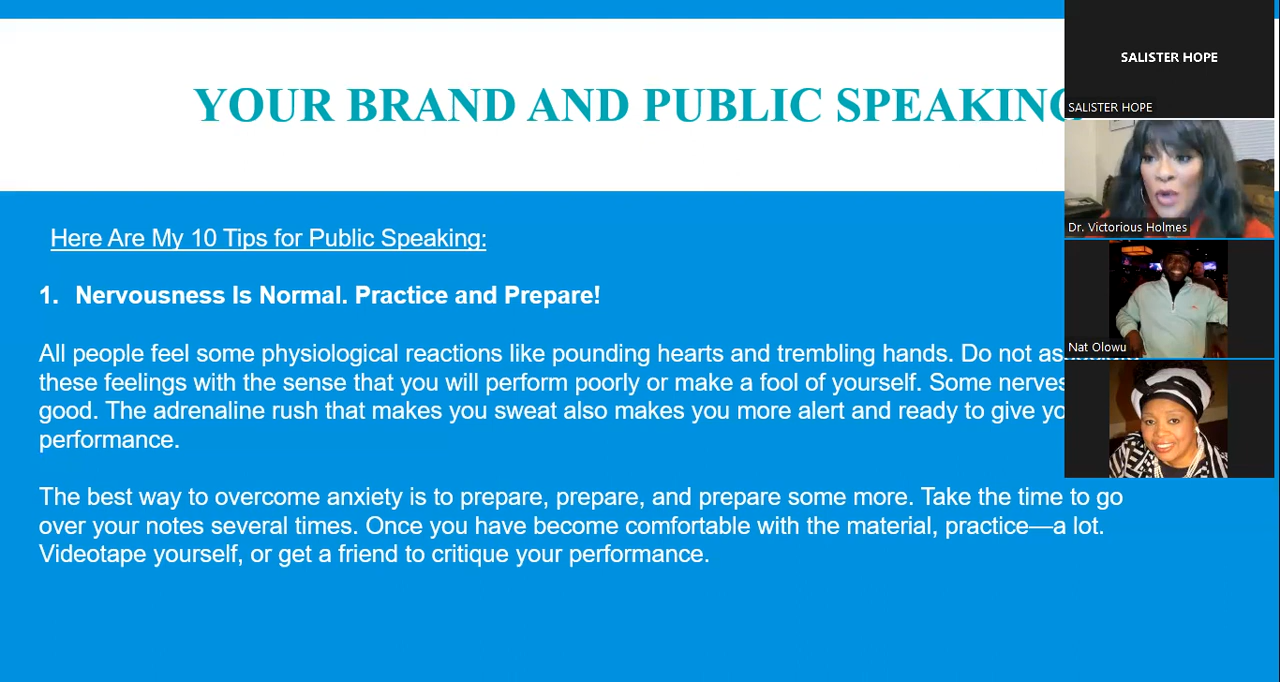 YOUR BRAND AND PUBLIC SPEAKING
Here Are My 10 Tips for Public Speaking:
1. Nervousness Is Normal. Practice and Prepare!
All people feel some physiological reactions like pounding hearts and trembling hands. Do not
these feelings with the sense that you will perform poorly or make a fool of yourself. Some nerves
good. The adrenaline rush that makes you sweat also makes you more alert and ready to give
performance.
The best way to overcome anxiety is to prepare, prepare, and prepare some more. Take the time to go
over your notes several times. Once you have become comfortable with the material, practice—a lot.
Videotape yourself, or get a friend to critique your performance.
SALISTER HOPE
SALISTER HOPE
Dr. Victorious Holmes
Nat Olowu